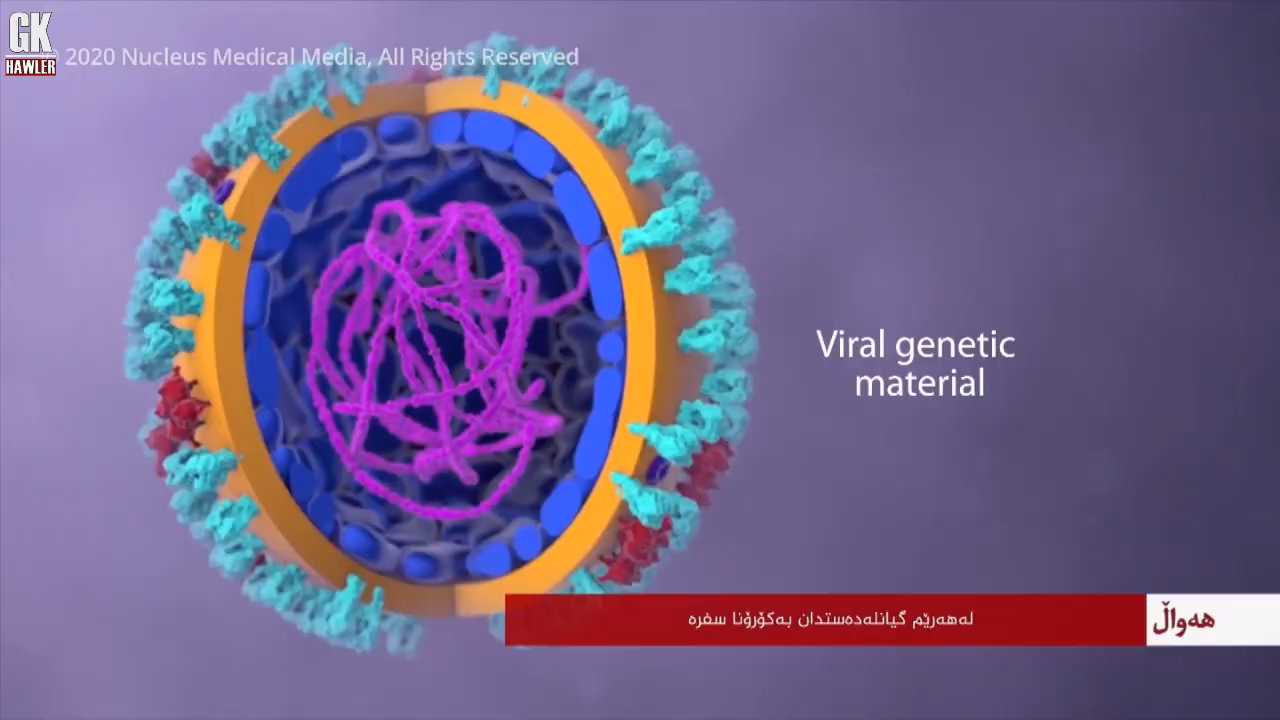 GK
HAWLER
© 2020 Nucleus Medical Media, All Rights Reserved
Viral genetic
material
لەهەرێم گیانلەدەستدان بەکۆرۆنا سفرە
هەواڵ